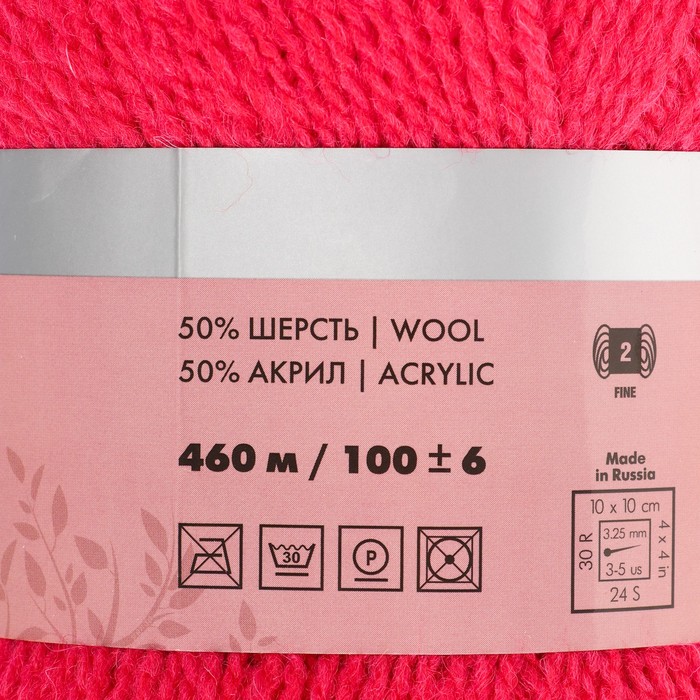 50% ШЕРСТЬ | WOOL
50% АКРИЛ | ACRYLIC
2
FINE
460 м / 100 ± 6
Made
in Russia
30
P
10 x 10 cm
30 R
3.25 mm
3-5 us
4 x 4 in
24 S